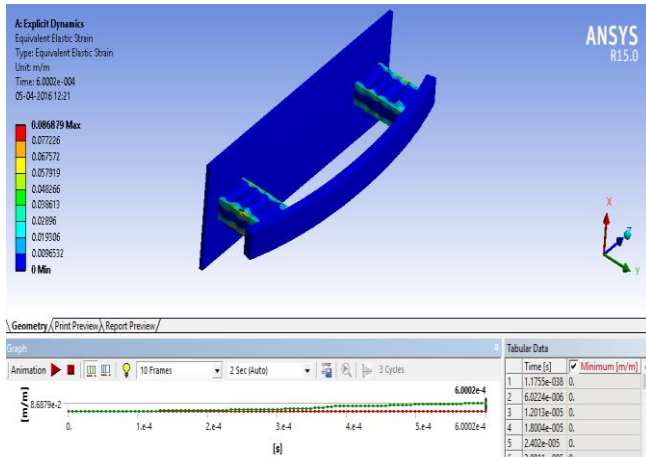 A: Explicit Dynamics
Equivalent Elastic Strain
Type: Equivalent Elastic Strain
Unit: m/m
Time: 6.0002e-004
05-04-2016 12:21
0.086879 Max
0.077226
0.067572
0.057919
0.048266
0.038613
0.02896
0.019306
0.0096532
0 Min
ANSYS
R15.0
X
Z
Y
Geometry Print Preview Report Preview
Graph
Animation 10 Frames 2 Sec (Auto) 3 Cycles
6.0002e-4
[m/m]
8.6879e-2
0. 1.e-4 2.e-4 3.e-4 4.e-4 5.e-4 6.0002e-4
[s]
Tabular Data
Time [s] Minimum [m/m]
1 1.1755e-038 0.
2 6.0224e-006 0.
3 1.2013e-005 0.
4 1.8004e-005 0.
5 2.402e-005 0.